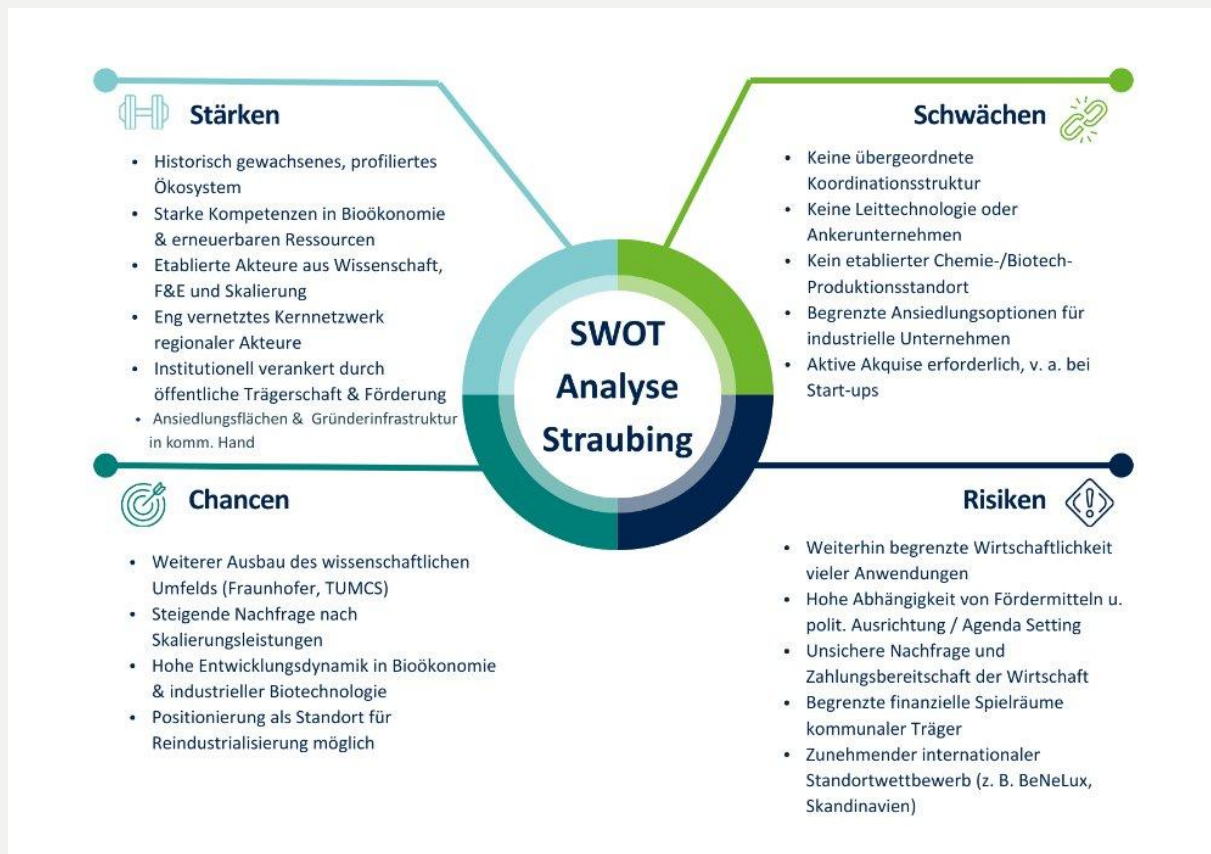 Stärken
• Historisch gewachsenes, profiliertes
Ökosystem
• Starke Kompetenzen in Bioökonomie
& erneuerbaren Ressourcen
• Etablierte Akteure aus Wissenschaft,
F&E und Skalierung
• Eng vernetztes Kernnetzwerk
regionaler Akteure
• Institutionell verankert durch
öffentliche Trägerschaft & Förderung
• Ansiedlungsflächen & Gründerinfrastruktur
in komm. Hand
Schwächen
• Keine übergeordnete
Koordinationsstruktur
• Keine Leittechnologie oder
Ankerunternehmen
• Kein etablierter Chemie-/Biotech-
Produktionsstandort
• Begrenzte Ansiedlungsoptionen für
industrielle Unternehmen
• Aktive Akquise erforderlich, v. a. bei
Start-ups
SWOT
Analyse
Straubing
Chancen
• Weiterer Ausbau des wissenschaftlichen
Umfelds (Fraunhofer, TUMCS)
• Steigende Nachfrage nach
Skalierungsleistungen
• Hohe Entwicklungsdynamik in Bioökonomie
& industrieller Biotechnologie
• Positionierung als Standort für
Reindustrialisierung möglich
Risiken
• Weiterhin begrenzte Wirtschaftlichkeit
vieler Anwendungen
• Hohe Abhängigkeit von Fördermitteln u.
polit. Ausrichtung / Agenda Setting
• Unsichere Nachfrage und
Zahlungsbereitschaft der Wirtschaft
• Begrenzte finanzielle Spielräume
kommunaler Träger
• Zunehmender internationaler
Standortwettbewerb (z. B. BeNeLux,
Skandinavien)